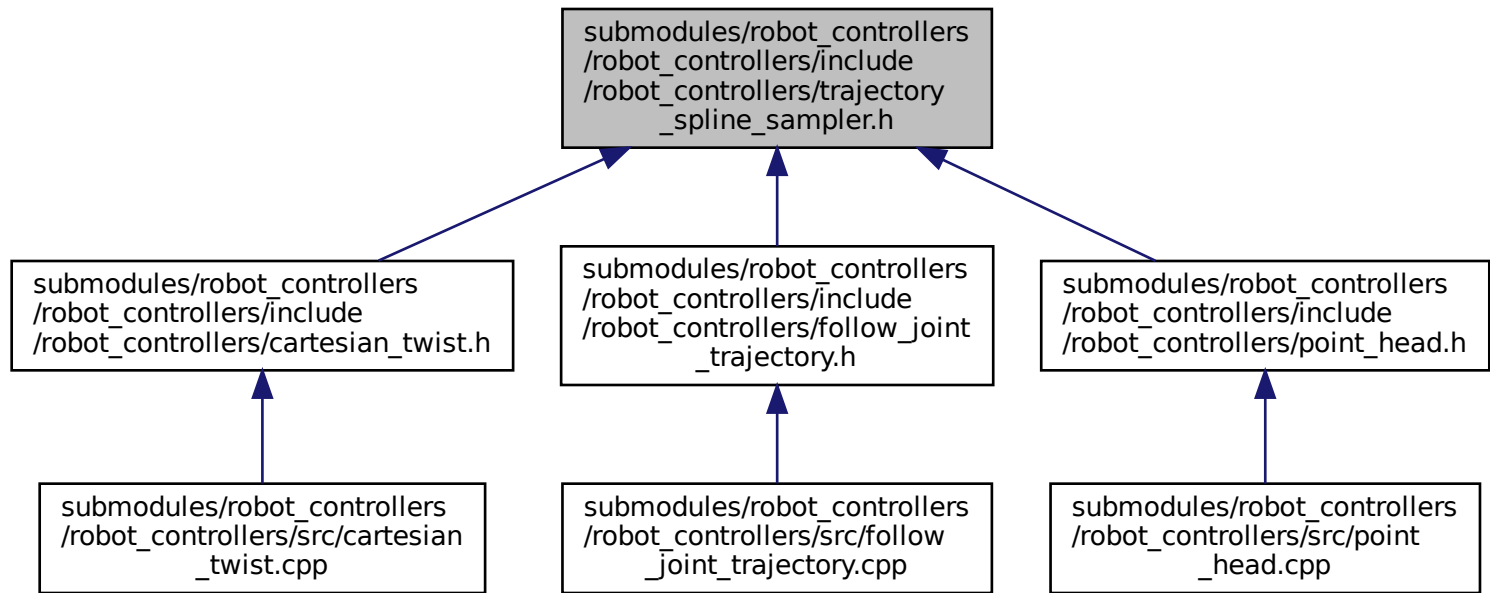 submodules/robot_controllers
/robot_controllers/include
/robot_controllers/trajectory
_spline_sampler.h
submodules/robot_controllers
/robot_controllers/include
/robot_controllers/cartesian_twist.h
submodules/robot_controllers
/robot_controllers/include
/robot_controllers/follow_joint
_trajectory.h
submodules/robot_controllers
/robot_controllers/include
/robot_controllers/point_head.h
submodules/robot_controllers
/robot_controllers/src/cartesian
_twist.cpp
submodules/robot_controllers
/robot_controllers/src/follow
_joint_trajectory.cpp
submodules/robot_controllers
/robot_controllers/src/point
_head.cpp